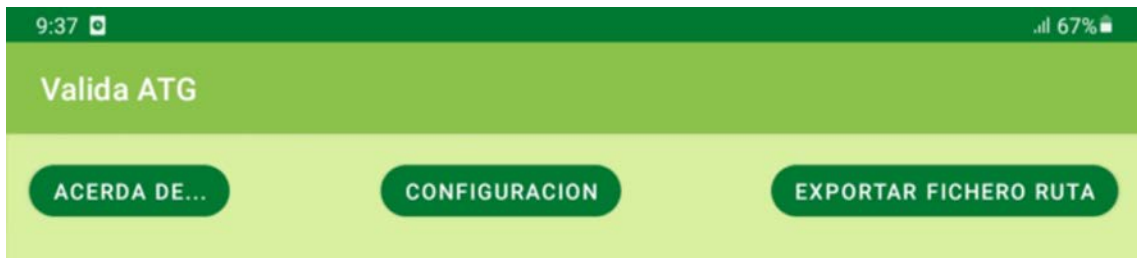 9:37 67%
Valida ATG
ACERDA DE... CONFIGURACION EXPORTAR FICHERO RUTA